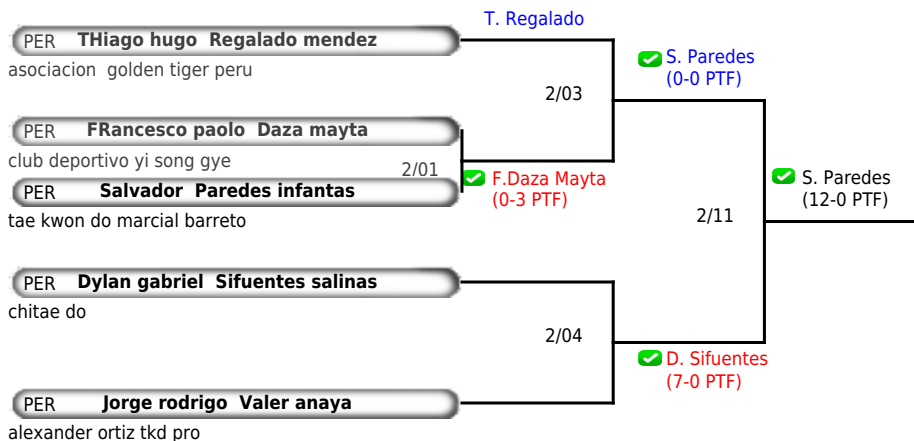 T. Regalado
PER THiago hugo Regalado mendez
asociacion golden tiger peru
S. Paredes
(0-0 PTF)
2/03
PER FRancesco paolo Daza mayta
club deportivo yi song gye
2/01
F.Daza Mayta
(0-3 PTF)
PER Salvador Paredes infantas
tae kwon do marcial barreto
S. Paredes
(12-0 PTF)
2/11
PER Dylan gabriel Sifuentes salinas
chitae do
2/04
D. Sifuentes
(7-0 PTF)
PER Jorge rodrigo Valer anaya
alexander ortiz tkd pro